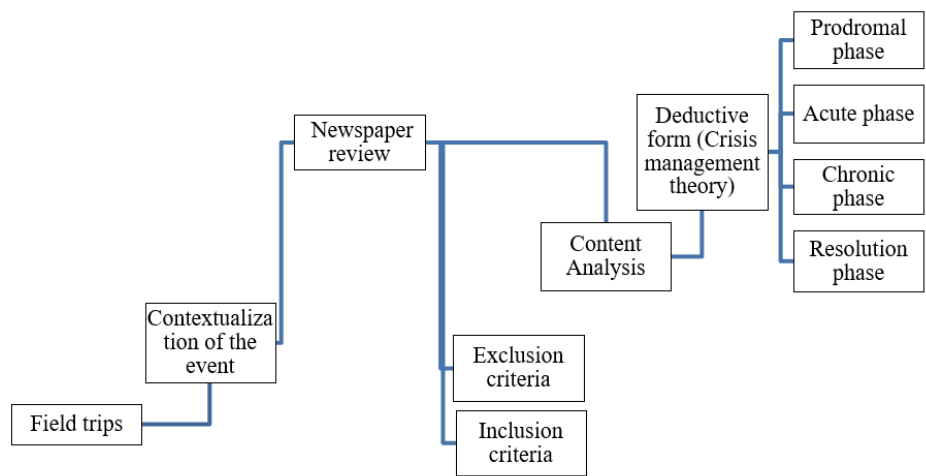 Field trips
Contextualiza
tion of the
event
Newspaper
review
Exclusion
criteria
Inclusion
criteria
Content
Analysis
Deductive
form (Crisis
management
theory)
Prodromal
phase
Acute phase
Chronic
phase
Resolution
phase